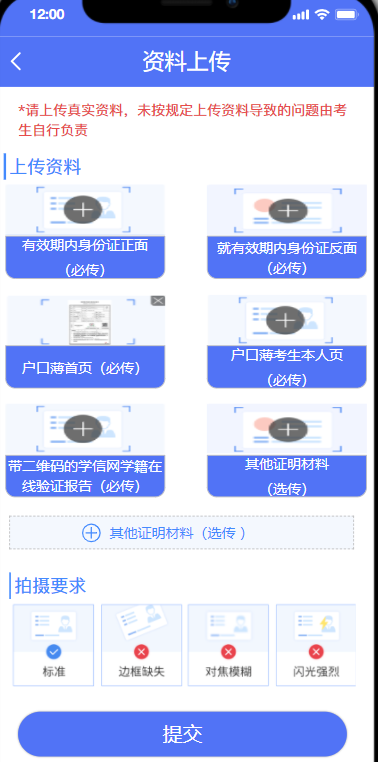 12:00
资料上传
*请上传真实资料，未按规定上传资料导致的问题由考
生自行负责
上传资料
有效期内身份证正面
（必传）
就有效期内身份证反面
（必传）
户口薄首页（必传）
户口薄考生本人页
（必传）
带二维码的学信网学籍在
线验证报告（必传）
其他证明材料
（选传）
其他证明材料（选传 ）
拍摄要求
标准
边框缺失
对焦模糊
闪光强烈
提交